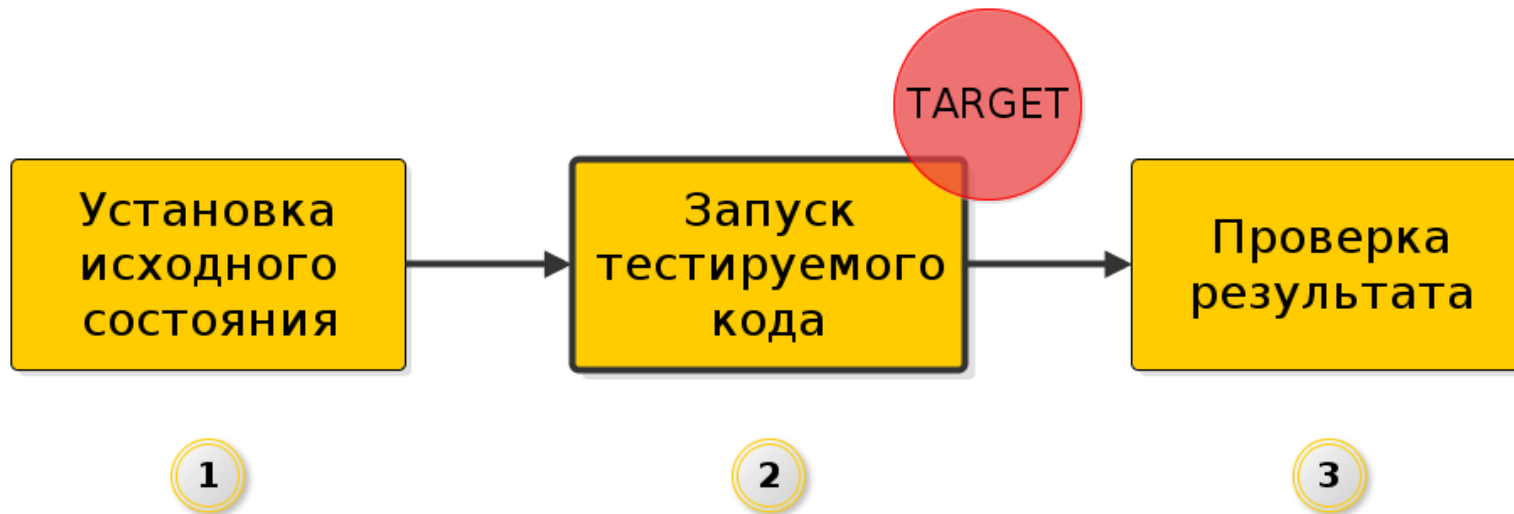 TARGET
Установка
исходного
состояния
Запуск
тестируемого
кода
Проверка
результата
1
2
3